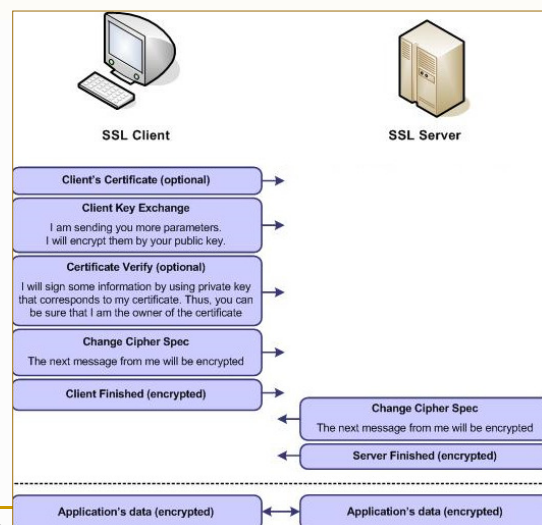 SSL Client
SSL Server
Client's Certificate (optional)
Client Key Exchange
I am sending you more parameters.
I will encrypt them by your public key.
Certificate Verify (optional)
I will sign some information by using private key
that corresponds to my certificate. Thus, you can
be sure that I am the owner of the certificate
Change Cipher Spec
The next message from me will be encrypted
Client Finished (encrypted)
Change Cipher Spec
The next message from me will be encrypted
Server Finished (encrypted)
Application's data (encrypted)
Application's data (encrypted)